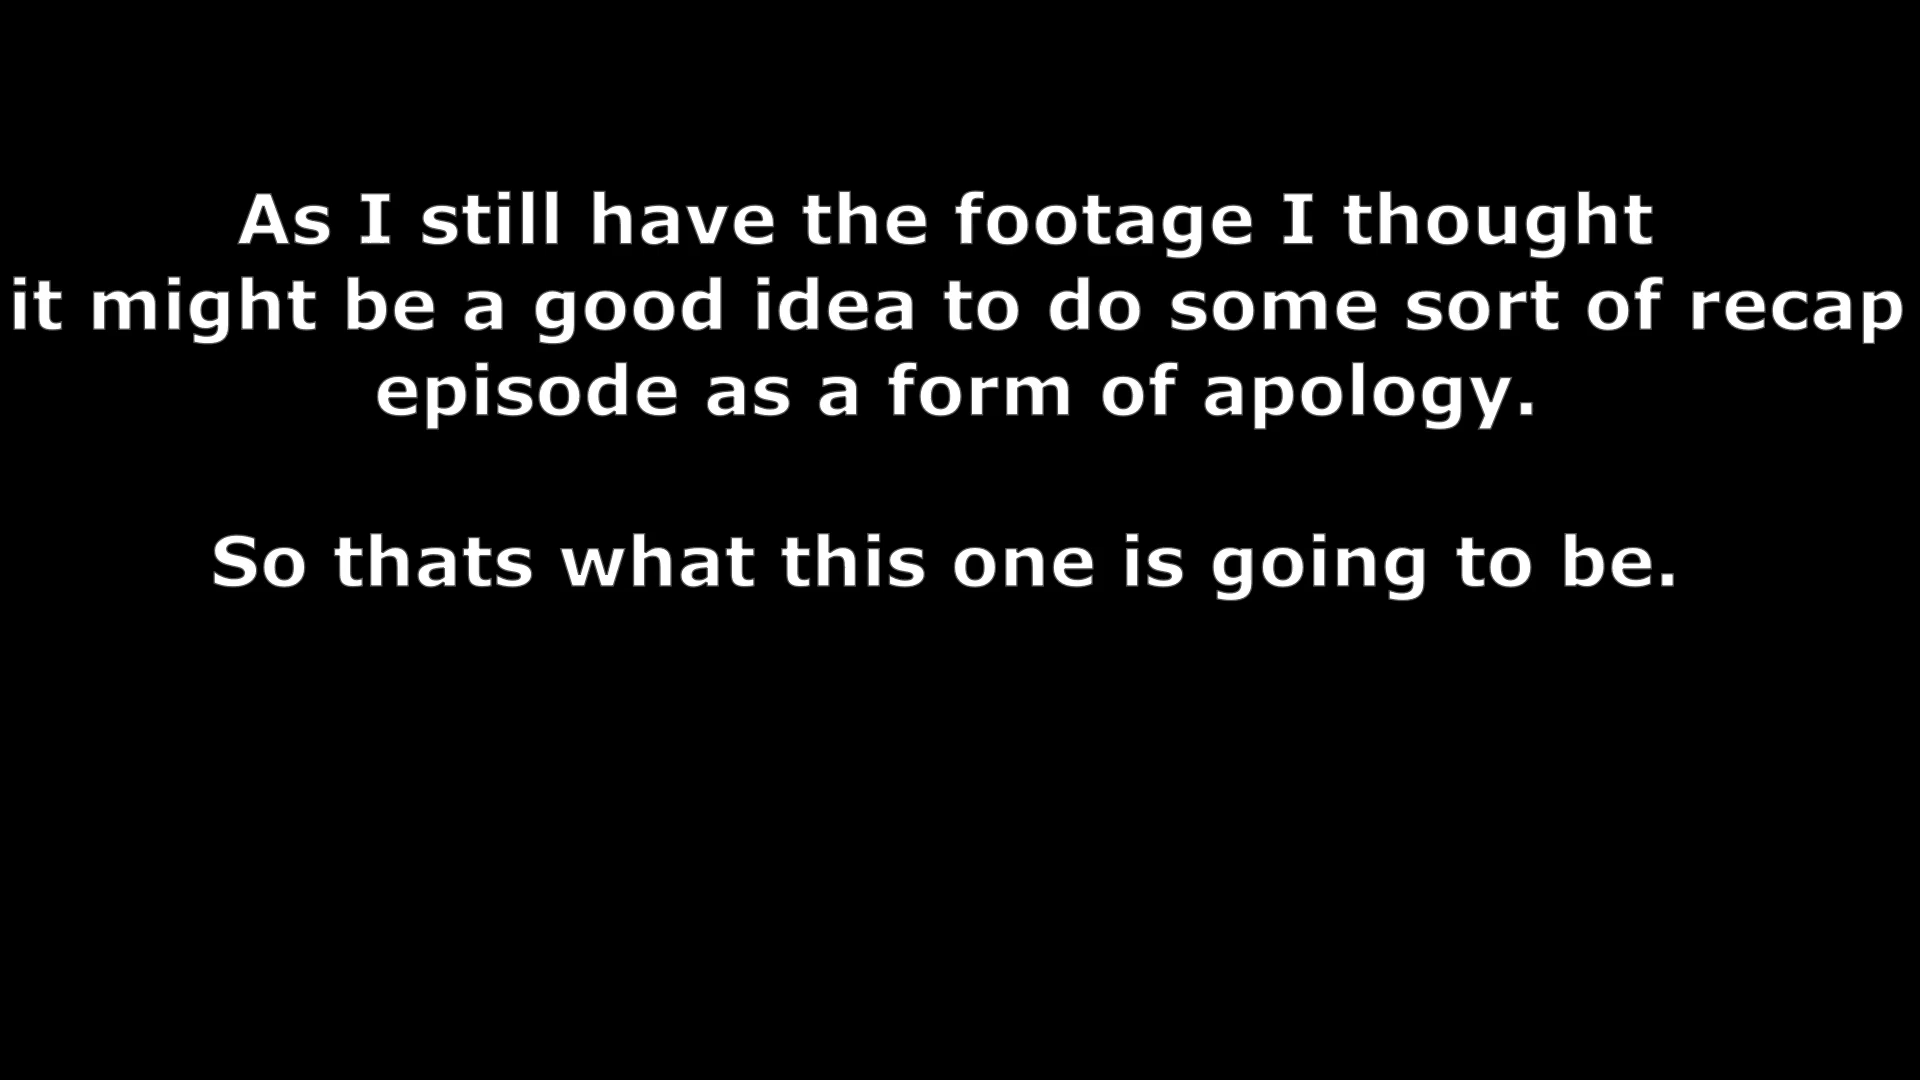 As I still have the footage I thought
it might be a good idea to do some sort of recap
episode as a form of apology.
So thats what this one is going to be.